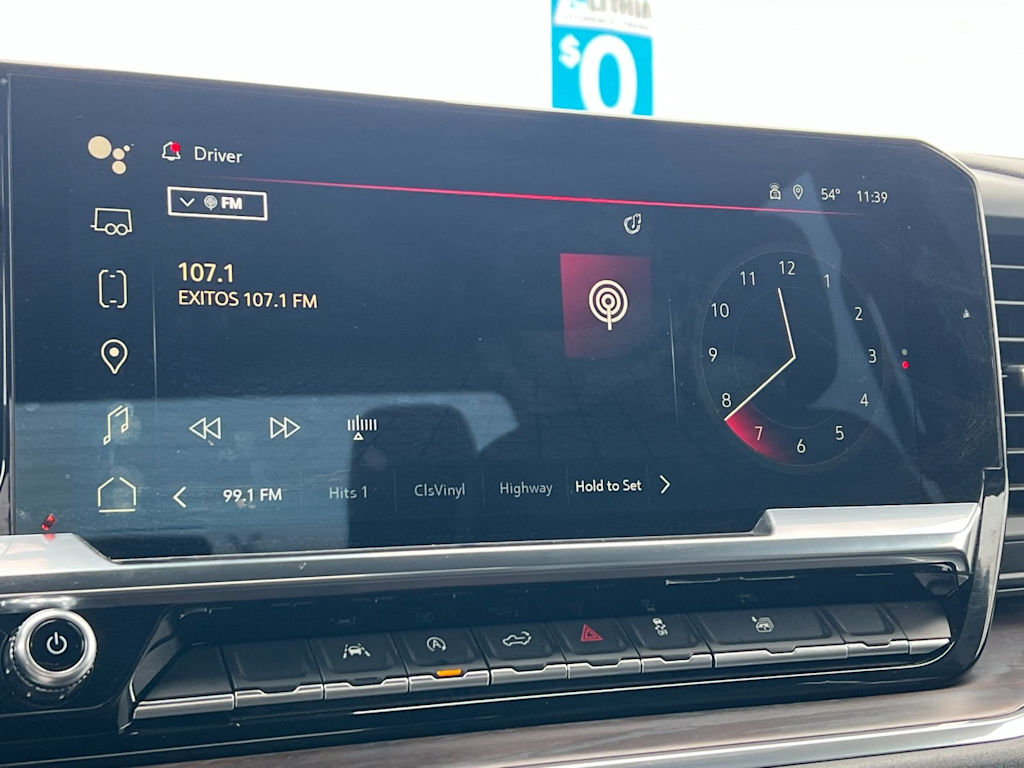 $0
Driver
54° 11:39
FM
107.1
EXITOS 107.1 FM
12
11 1
10 2
9 3
8 4
7 6 5
99.1 FM Hits 1 ClsVinyl Highway Hold to Set
A
OFF